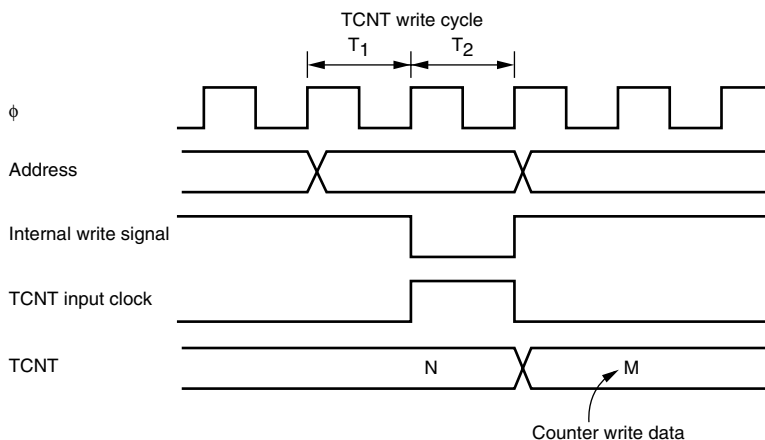 TCNT write cycle
T1 T2
ϕ
Address
Internal write signal
TCNT input clock
TCNT N M
Counter write data